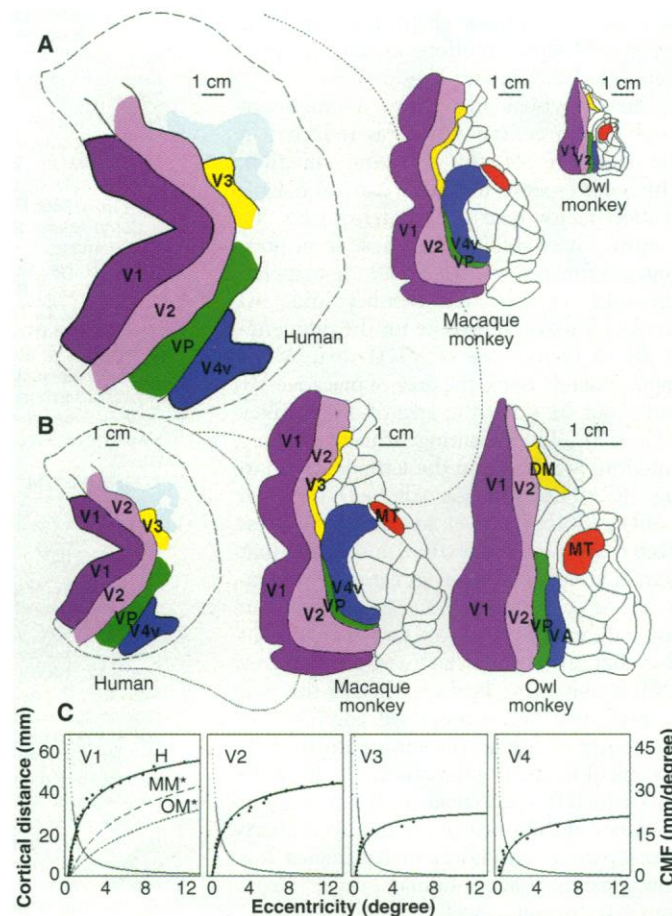 A
1 cm
1 cm
1 cm
V3
V1
V2
VP
V4v
Human
V1
V2
V4v
VP
Macaque
monkey
V1
V2
Owl
monkey
B
1 cm
V1
V2
V3
V1
V2
VP
V4v
Human
1 cm
V1
V2
V3
MT
V4v
V1
V2
VP
Macaque
monkey
1 cm
DM
V1
V2
MT
V1
V2
VP
VA
Owl
monkey
C
Cortical distance (mm)
60
40
20
0
V1
H
MM*
OM*
V2
V3
V4
45
30
15
0
CMF (mm/degree)
0 4 8 12
0 4 8 12
0 4 8 12
0 4 8 12
Eccentricity (degree)